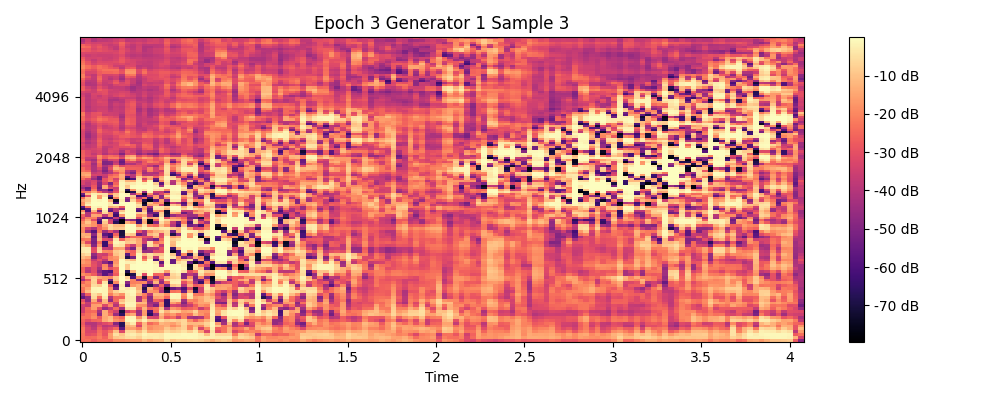 Epoch 3 Generator 1 Sample 3
4096
2048
1024
512
0
Hz
0
0.5
1
1.5
2
2.5
3
3.5
4
Time
-10 dB
-20 dB
-30 dB
-40 dB
-50 dB
-60 dB
-70 dB